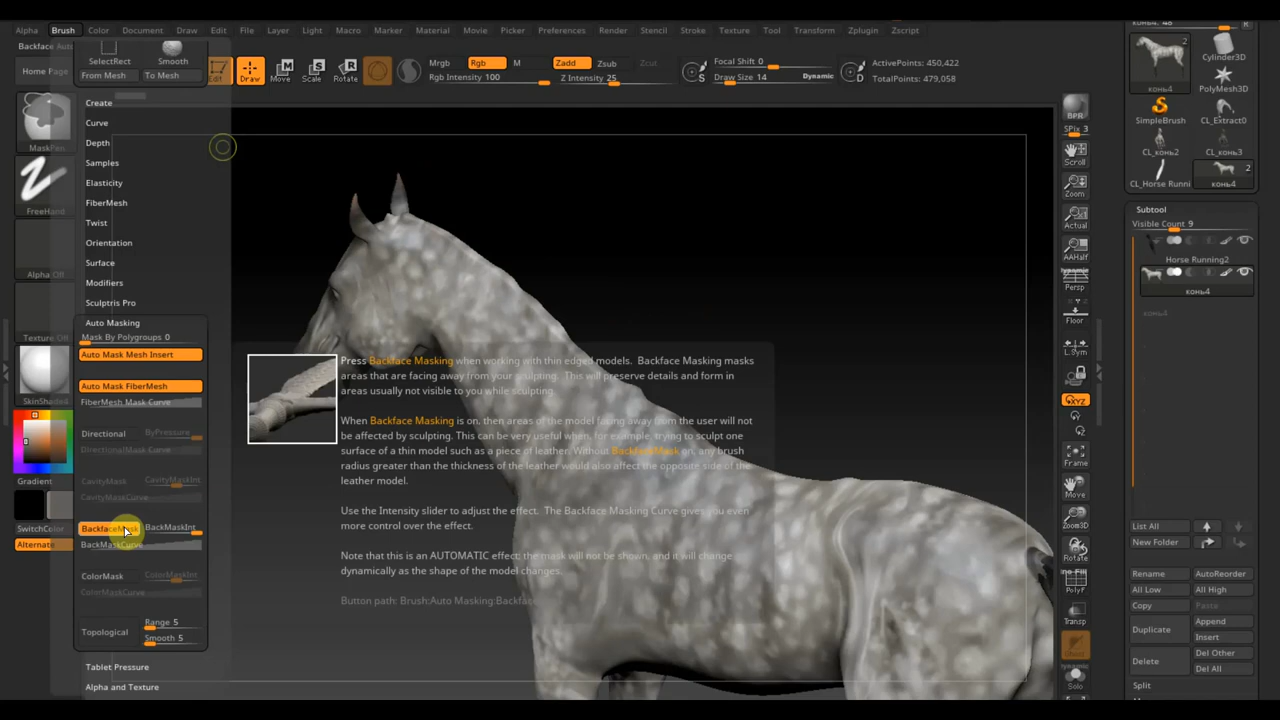 Alpha Brush Color Document Draw Edit File Layer Light Macro Marker Material Movie Picker Preferences Render Stencil Stroke Texture Tool Transform Zplugin Zscript
Backface Auto
Home Page
SelectRect
Smooth
From Mesh
To Mesh
Edit
Draw
Move
Scale
Rotate
Mrgb
Rgb
M
Rgb Intensity 100
Zadd
Zsub
Zcut
Z Intensity 25
S
Focal Shift 0
Draw Size 14
Dynamic
D
ActivePoints: 450,422
TotalPoints: 479,058
MaskPen
FreeHand
Alpha Off
Texture Off
SkinShade4
Gradient
SwitchColor
Alternate
Create
Curve
Depth
Samples
Elasticity
FiberMesh
Twist
Orientation
Surface
Modifiers
Sculptris Pro
Auto Masking
Mask By Polygroups 0
Auto Mask Mesh Insert
Auto Mask FiberMesh
FiberMesh Mask Curve
Directional
ByPressure
DirectionalMask Curve
CavityMask
CavityMaskInt
CavityMaskCurve
BackfaceMask
BackMaskInt
BackMaskCurve
ColorMask
ColorMaskInt
ColorMaskCurve
Topological
Range 5
Smooth 5
Tablet Pressure
Alpha and Texture
Press Backface Masking when working with thin edged models. Backface Masking masks
areas that are facing away from your sculpting. This will preserve details and form in
areas usually not visible to you while sculpting.
When Backface Masking is on, then areas of the model facing away from the user will not
be affected by sculpting. This can be very useful when, for example, trying to sculpt one
surface of a thin model such as a piece of leather. Without BackfaceMask on, any brush
radius greater than the thickness of the leather would also affect the opposite side of the
leather model.
Use the Intensity slider to adjust the effect. The Backface Masking Curve gives you even
more control over the effect.
Note that this is an AUTOMATIC effect; the mask will not be shown, and it will change
dynamically as the shape of the model changes.
Button path: Brush:Auto Masking:Backface
BPR
SPix 3
Scroll
Zoom
Actual
AAHalf
Dynamic
Persp
Floor
L.Sym
XYZ
Frame
Move
Zoom3D
Rotate
PolyF
Transp
Ghost
Dynamic
Solo
конь4. 48
R
2
конь4
Cylinder3D
PolyMesh3D
SimpleBrush
CL_Extract0
CL_конь2
CL_конь3
CL_Horse Runni
2
конь4
Subtool
Visible Count 9
Horse Running2
конь4
конь4
List All
New Folder
Rename
AutoReorder
All Low
All High
Copy
Paste
Duplicate
Append
Insert
Delete
Del Other
Del All
Split